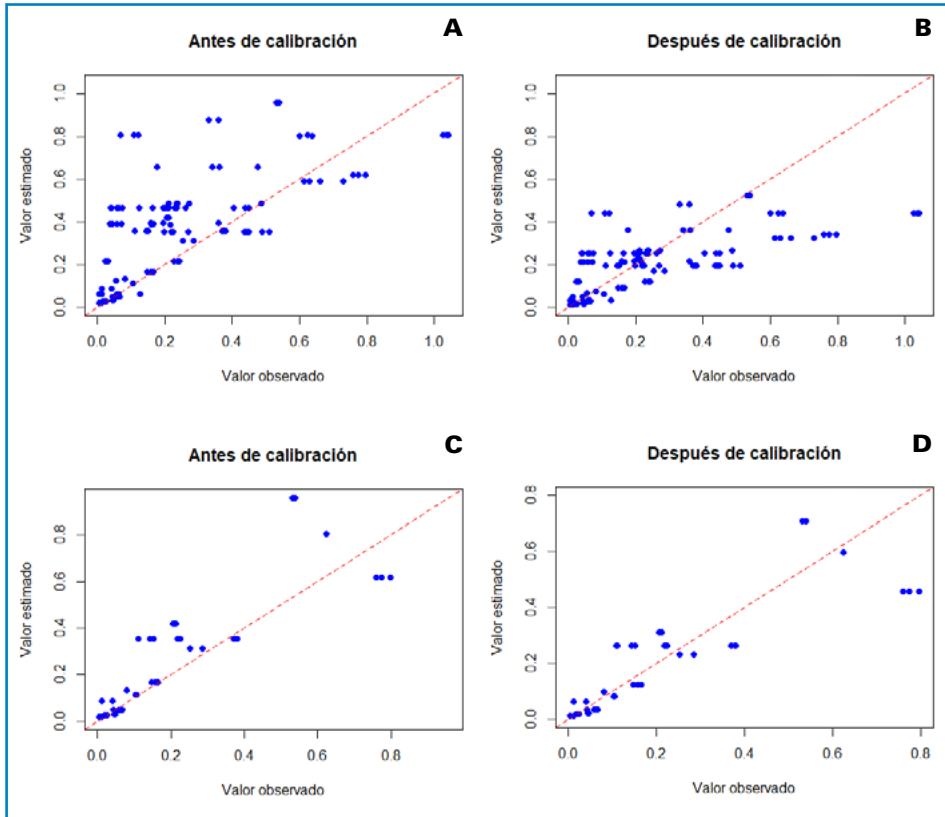 A
Antes de calibración
Valor estimado
1.0
0.8
0.6
0.4
0.2
0.0
0.0 0.2 0.4 0.6 0.8 1.0
Valor observado
B
Después de calibración
Valor estimado
1.0
0.8
0.6
0.4
0.2
0.0
0.0 0.2 0.4 0.6 0.8 1.0
Valor observado
C
Antes de calibración
Valor estimado
0.8
0.6
0.4
0.2
0.0
0.0 0.2 0.4 0.6 0.8
Valor observado
D
Después de calibración
Valor estimado
0.8
0.6
0.4
0.2
0.0
0.0 0.2 0.4 0.6 0.8
Valor observado